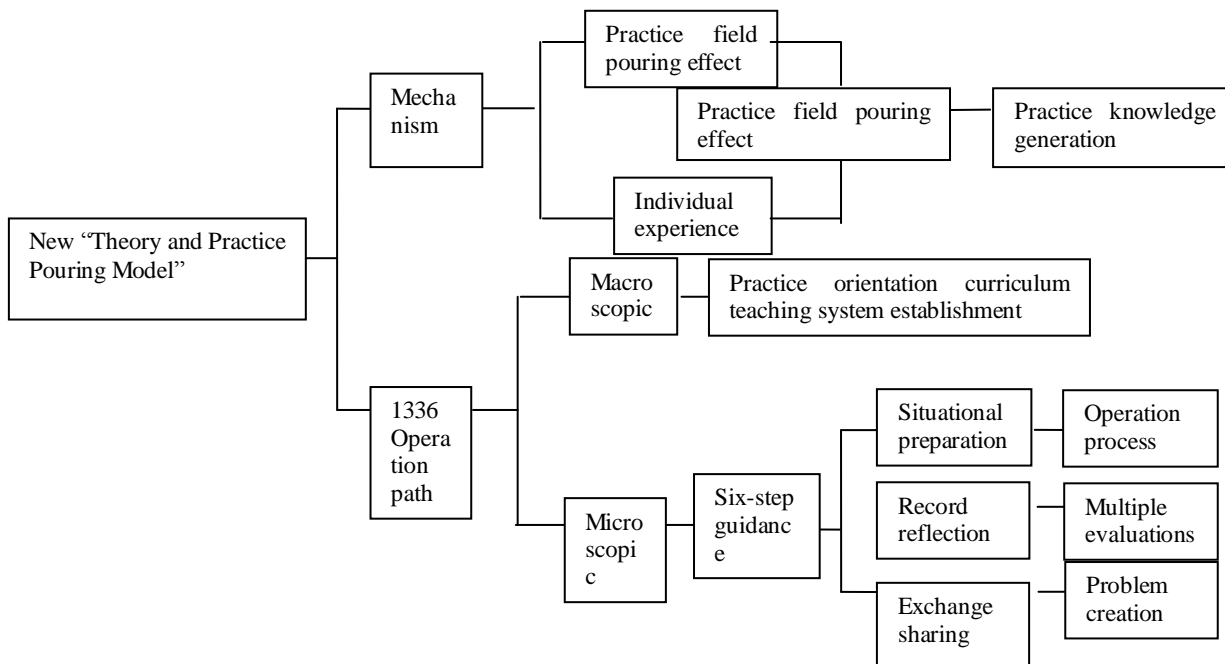 Practice field
pouring effect
Mecha
nism
Practice field pouring
effect
Practice knowledge
generation
Individual
experience
New “Theory and Practice
Pouring Model”
Macro
scopic
Practice orientation curriculum
teaching system establishment
1336
Opera
tion
path
Situational
preparation
Operation
process
Micro
scopi
c
Six-step
guidanc
e
Record
reflection
Multiple
evaluations
Exchange
sharing
Problem
creation